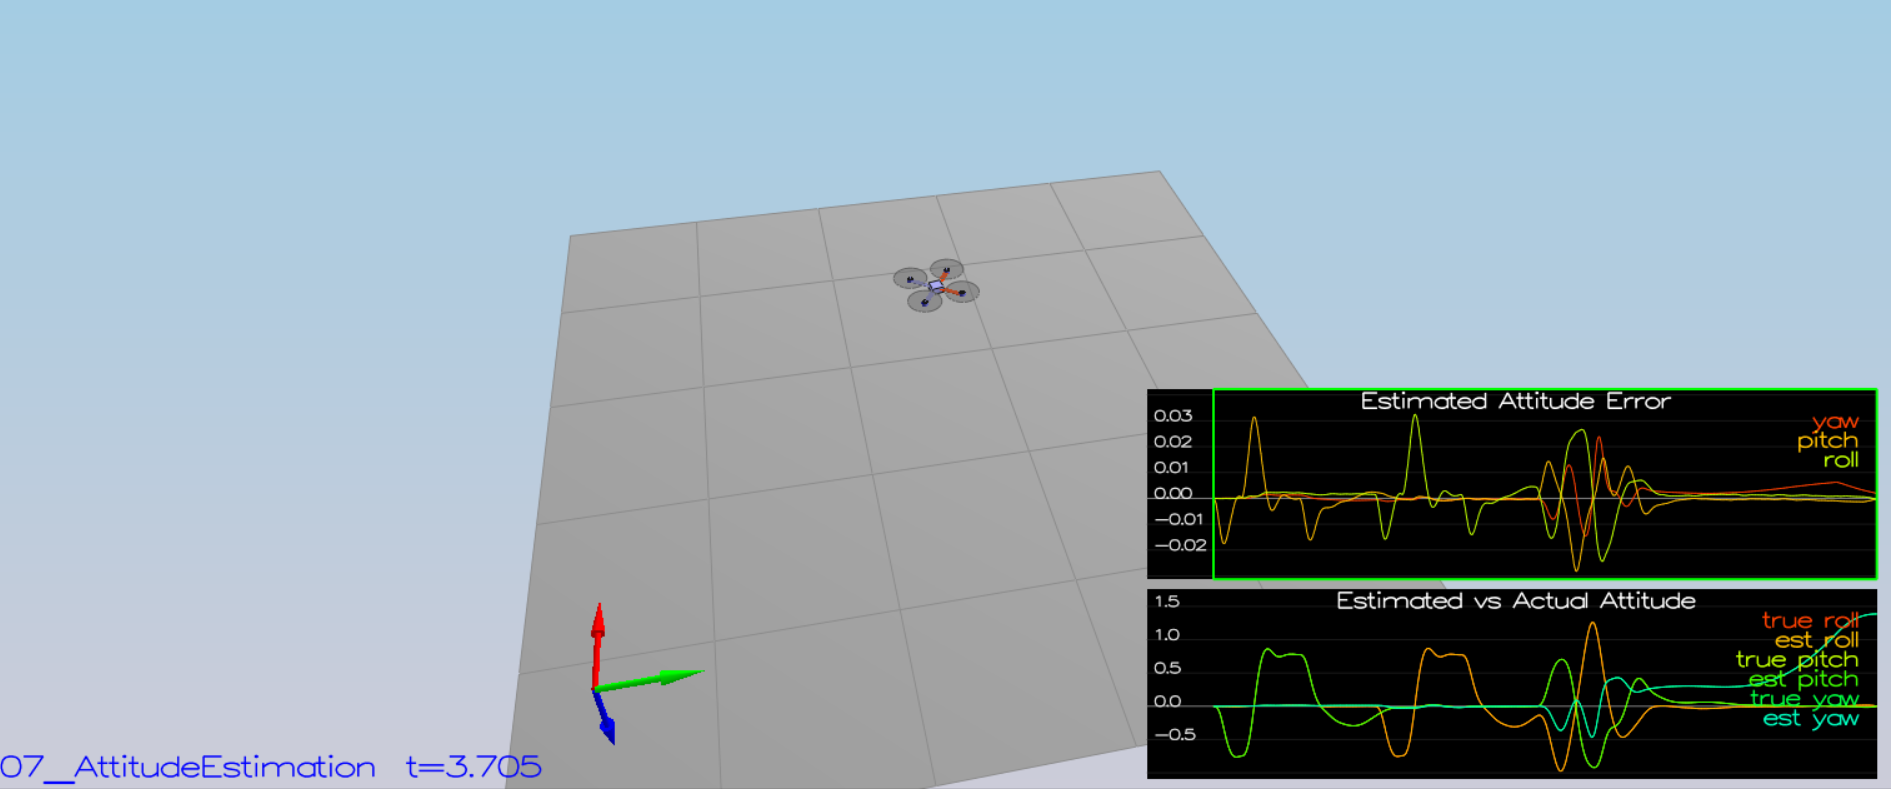 Estimated Attitude Error
0.03
0.02
0.01
0.00
−0.01
−0.02
yaw
pitch
roll
Estimated vs Actual Attitude
1.5
1.0
0.5
0.0
−0.5
true roll
est roll
true pitch
est pitch
true yaw
est yaw
07_AttitudeEstimation t=3.705